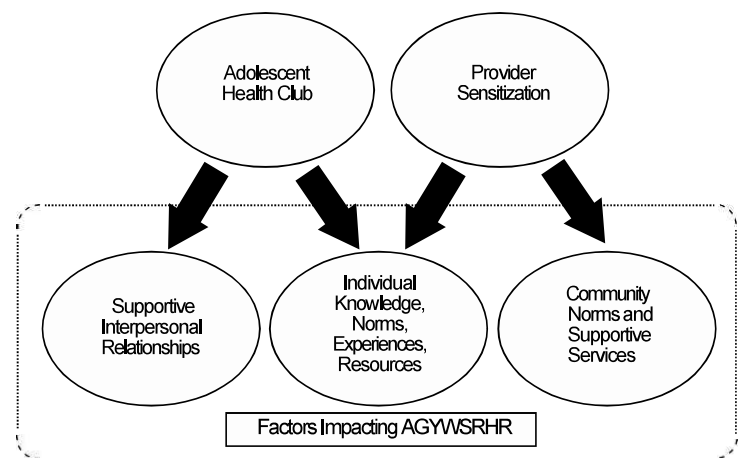 Adolescent
Health Club
Provider
Sensitization
Supportive
Interpersonal
Relationships
Individual
Knowledge,
Norms,
Experiences,
Resources
Community
Norms and
Supportive
Services
Factors Impacting AGYWSRHR